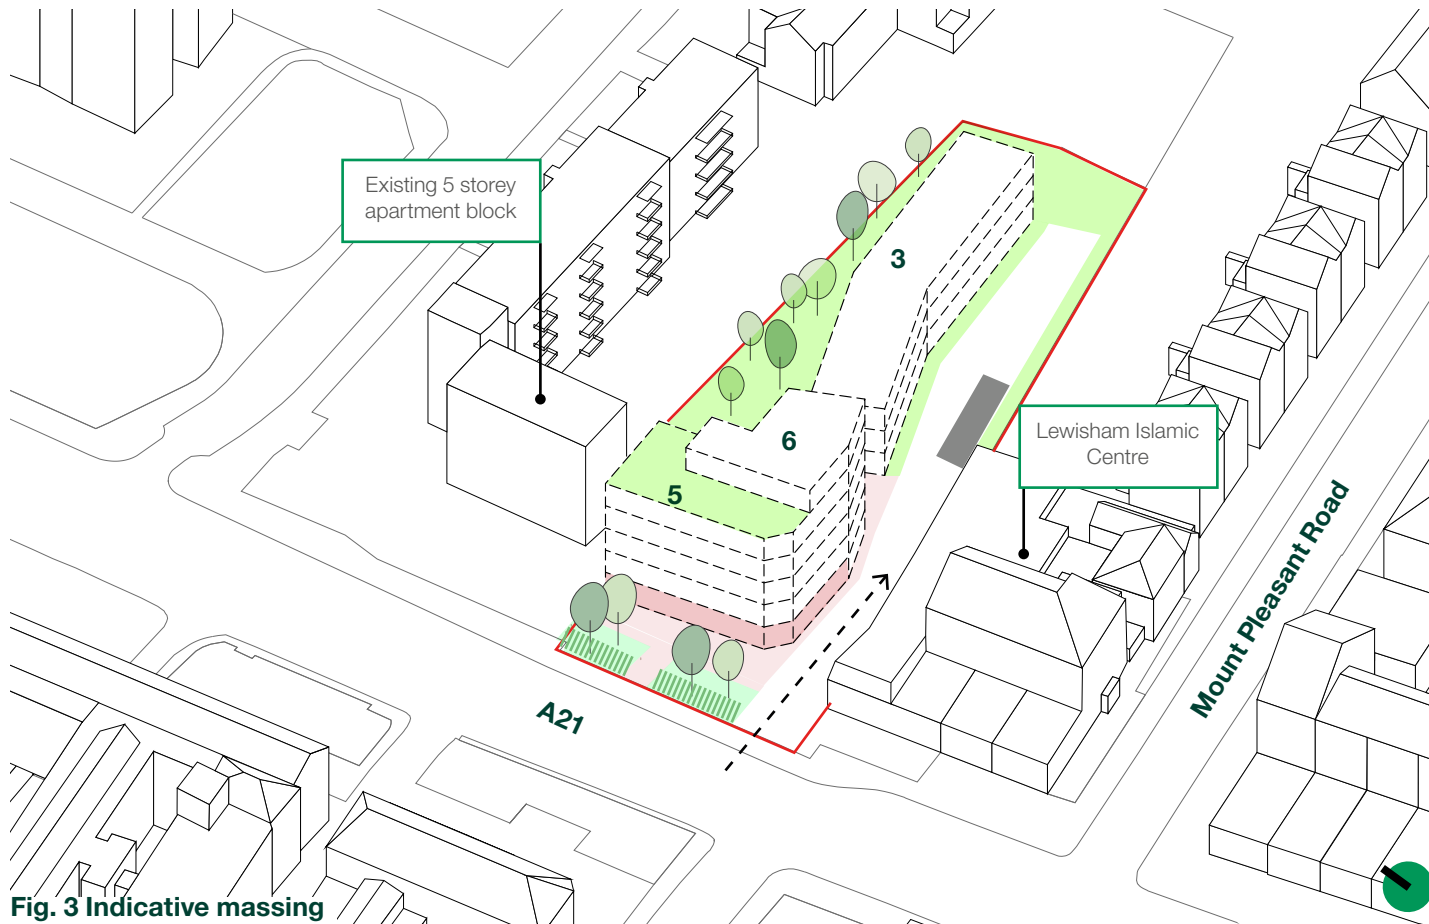 Existing 5 storey
apartment block
3
6
5
Lewisham Islamic
Centre
Mount Pleasant Road
A21
Fig. 3 Indicative massing